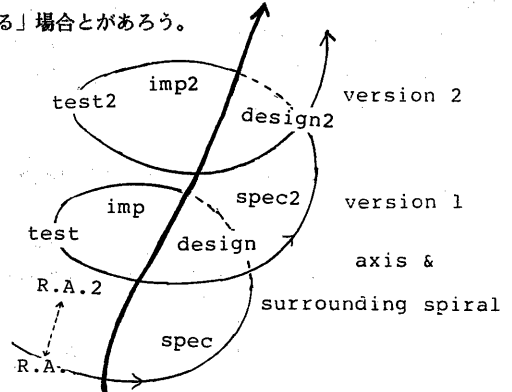 る」場合とがあろう。
imp2
test2
version 2
design2
spec2
version 1
imp
test
design
axis &
R.A.2
surrounding spiral
spec
R.A.